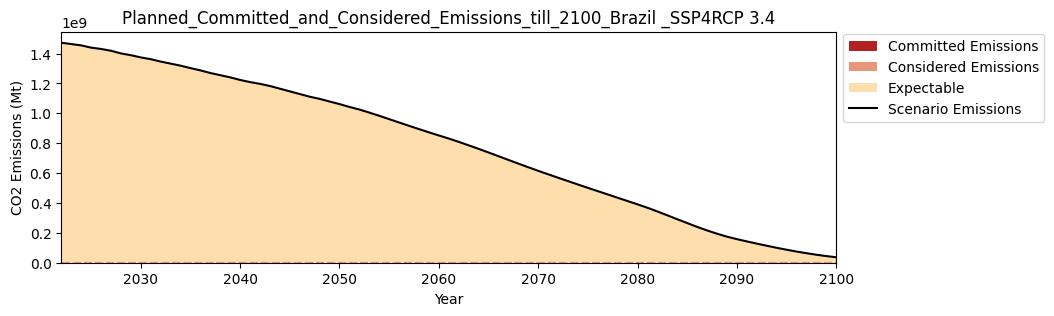 Planned_Committed_and_Considered_Emissions_till_2100_Brazil _SSP4RCP 3.4
1e9
1.4
1.2
1.0
0.8
0.6
0.4
0.2
0.0
CO2 Emissions (Mt)
2030 2040 2050 2060 2070 2080 2090 2100
Year
Committed Emissions
Considered Emissions
Expectable
Scenario Emissions